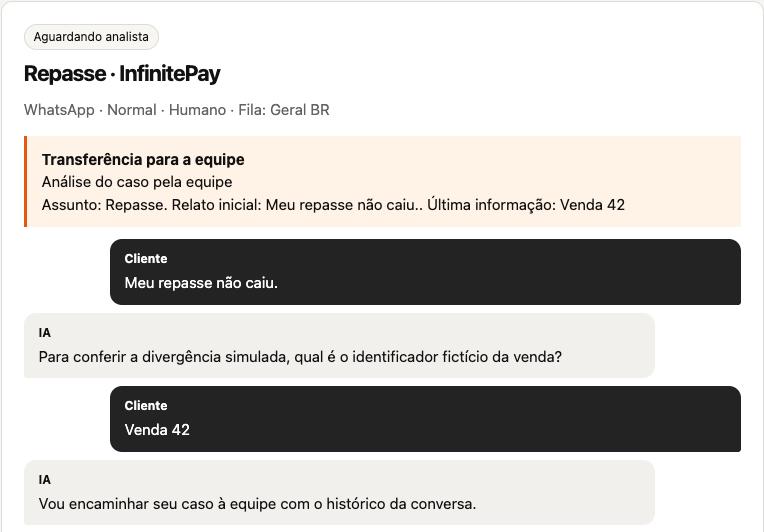 Aguardando analista
Repasse · InfinitePay
WhatsApp · Normal · Humano · Fila: Geral BR
Transferência para a equipe
Análise do caso pela equipe
Assunto: Repasse. Relato inicial: Meu repasse não caiu.. Última informação: Venda 42
Cliente
Meu repasse não caiu.
IA
Para conferir a divergência simulada, qual é o identificador fictício da venda?
Cliente
Venda 42
IA
Vou encaminhar seu caso à equipe com o histórico da conversa.